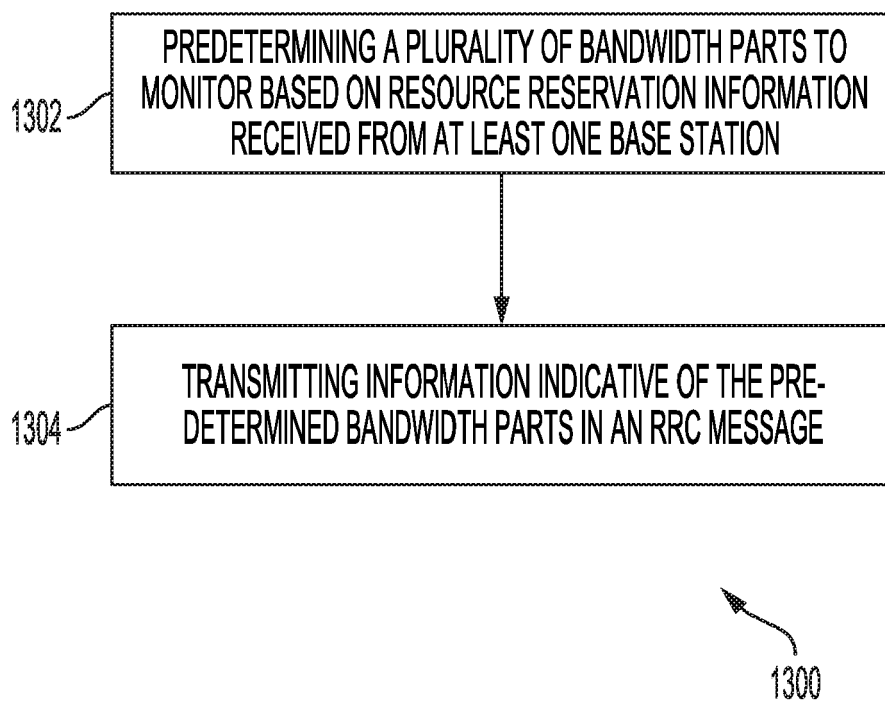 1302
PREDETERMINING A PLURALITY OF BANDWIDTH PARTS TO
MONITOR BASED ON RESOURCE RESERVATION INFORMATION
RECEIVED FROM AT LEAST ONE BASE STATION
1304
TRANSMITTING INFORMATION INDICATIVE OF THE PRE-
DETERMINED BANDWIDTH PARTS IN AN RRC MESSAGE
1300